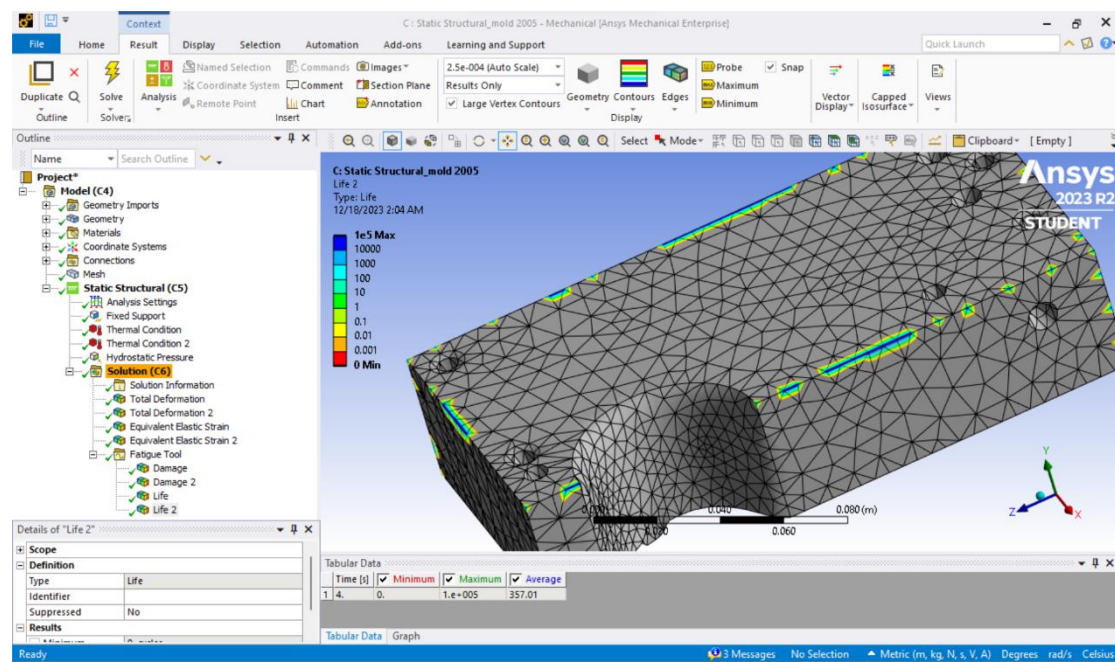 Context
C : Static Structural_mold 2005 - Mechanical [Ansys Mechanical Enterprise]
File Home Result Display Selection Automation Add-ons Learning and Support Quick Launch
Duplicate
Outline
Solve
Solver
Analysis
Named Selection
Coordinate System
Remote Point
Commands
Comment
Chart
Images
Section Plane
Annotation
Insert
2.5e-004 (Auto Scale)
Results Only
Large Vertex Contours
Geometry Contours Edges
Probe
Maximum
Minimum
Snap
Display
Vector Display
Capped Isosurface
Views
Outline
Name Search Outline
Project*
Model (C4)
Geometry Imports
Geometry
Materials
Coordinate Systems
Connections
Mesh
Static Structural (C5)
Analysis Settings
Fixed Support
Thermal Condition
Thermal Condition 2
Hydrostatic Pressure
Solution (C6)
Solution Information
Total Deformation
Total Deformation 2
Equivalent Elastic Strain
Equivalent Elastic Strain 2
Fatigue Tool
Damage
Damage 2
Life
Life 2
Details of "Life 2"
Scope
Definition
Type Life
Identifier
Suppressed No
Results
Select Mode Clipboard [ Empty ]
C: Static Structural_mold 2005
Life 2
Type: Life
12/18/2023 2:04 AM
1e5 Max
10000
1000
100
10
1
0.1
0.01
0.001
0 Min
Ansys
2023 R2
STUDENT
0.040 0.080 (m)
0.020 0.060
Y
Z X
Tabular Data
Time [s] Minimum Maximum Average
1 4. 0. 1.e+005 357.01
Tabular Data Graph
Ready 3 Messages No Selection Metric (m, kg, N, s, V, A) Degrees rad/s Celsius